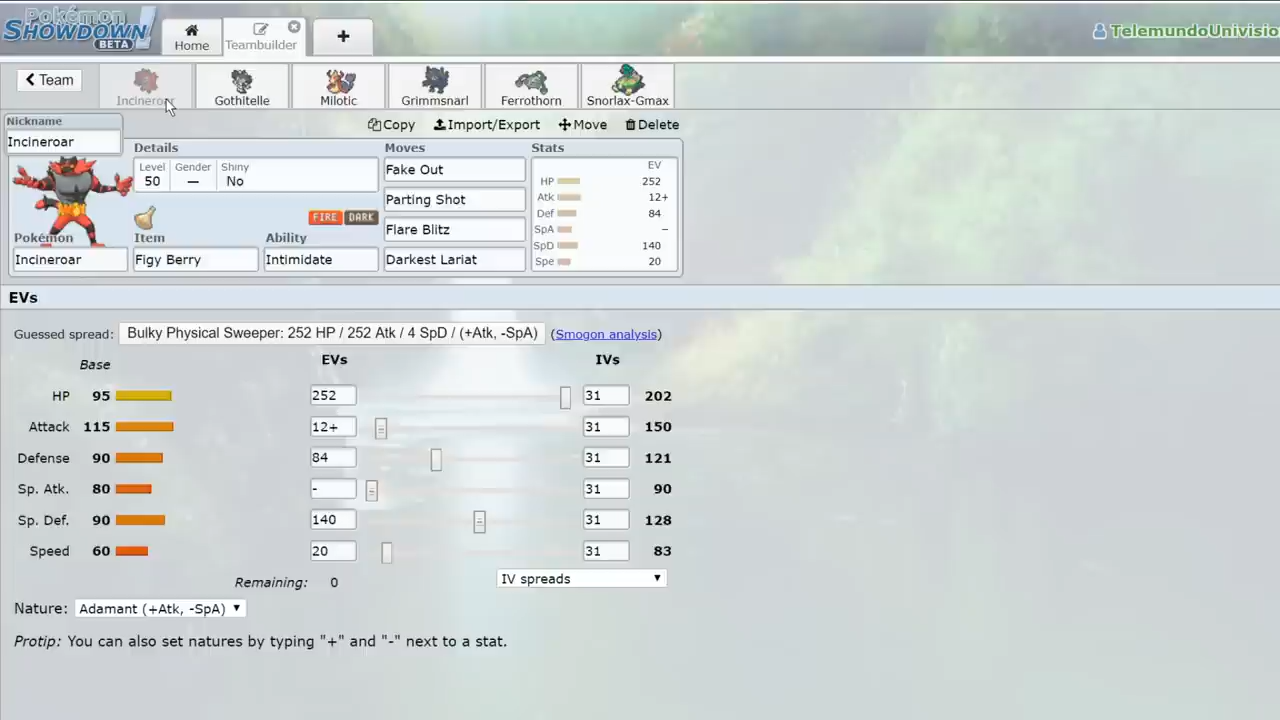 Pokémon
SHOWDOWN!
BETA
Home
Teambuilder
+
TelemundoUnivisio
Team
Incineroar
Gothitelle
Milotic
Grimmsnarl
Ferrothorn
Snorlax-Gmax
Nickname
Incineroar
Copy
Import/Export
Move
Delete
Details
Level
Gender
Shiny
50
—
No
FIRE
DARK
Pokémon
Item
Ability
Incineroar
Figy Berry
Intimidate
Moves
Fake Out
Parting Shot
Flare Blitz
Darkest Lariat
Stats
EV
HP 252
Atk 12+
Def 84
SpA –
SpD 140
Spe 20
EVs
Guessed spread: Bulky Physical Sweeper: 252 HP / 252 Atk / 4 SpD / (+Atk, -SpA) (Smogon analysis)
Base EVs IVs
HP 95 252 31 202
Attack 115 12+ 31 150
Defense 90 84 31 121
Sp. Atk. 80 - 31 90
Sp. Def. 90 140 31 128
Speed 60 20 31 83
Remaining: 0
IV spreads
Nature: Adamant (+Atk, -SpA)
Protip: You can also set natures by typing "+" and "-" next to a stat.